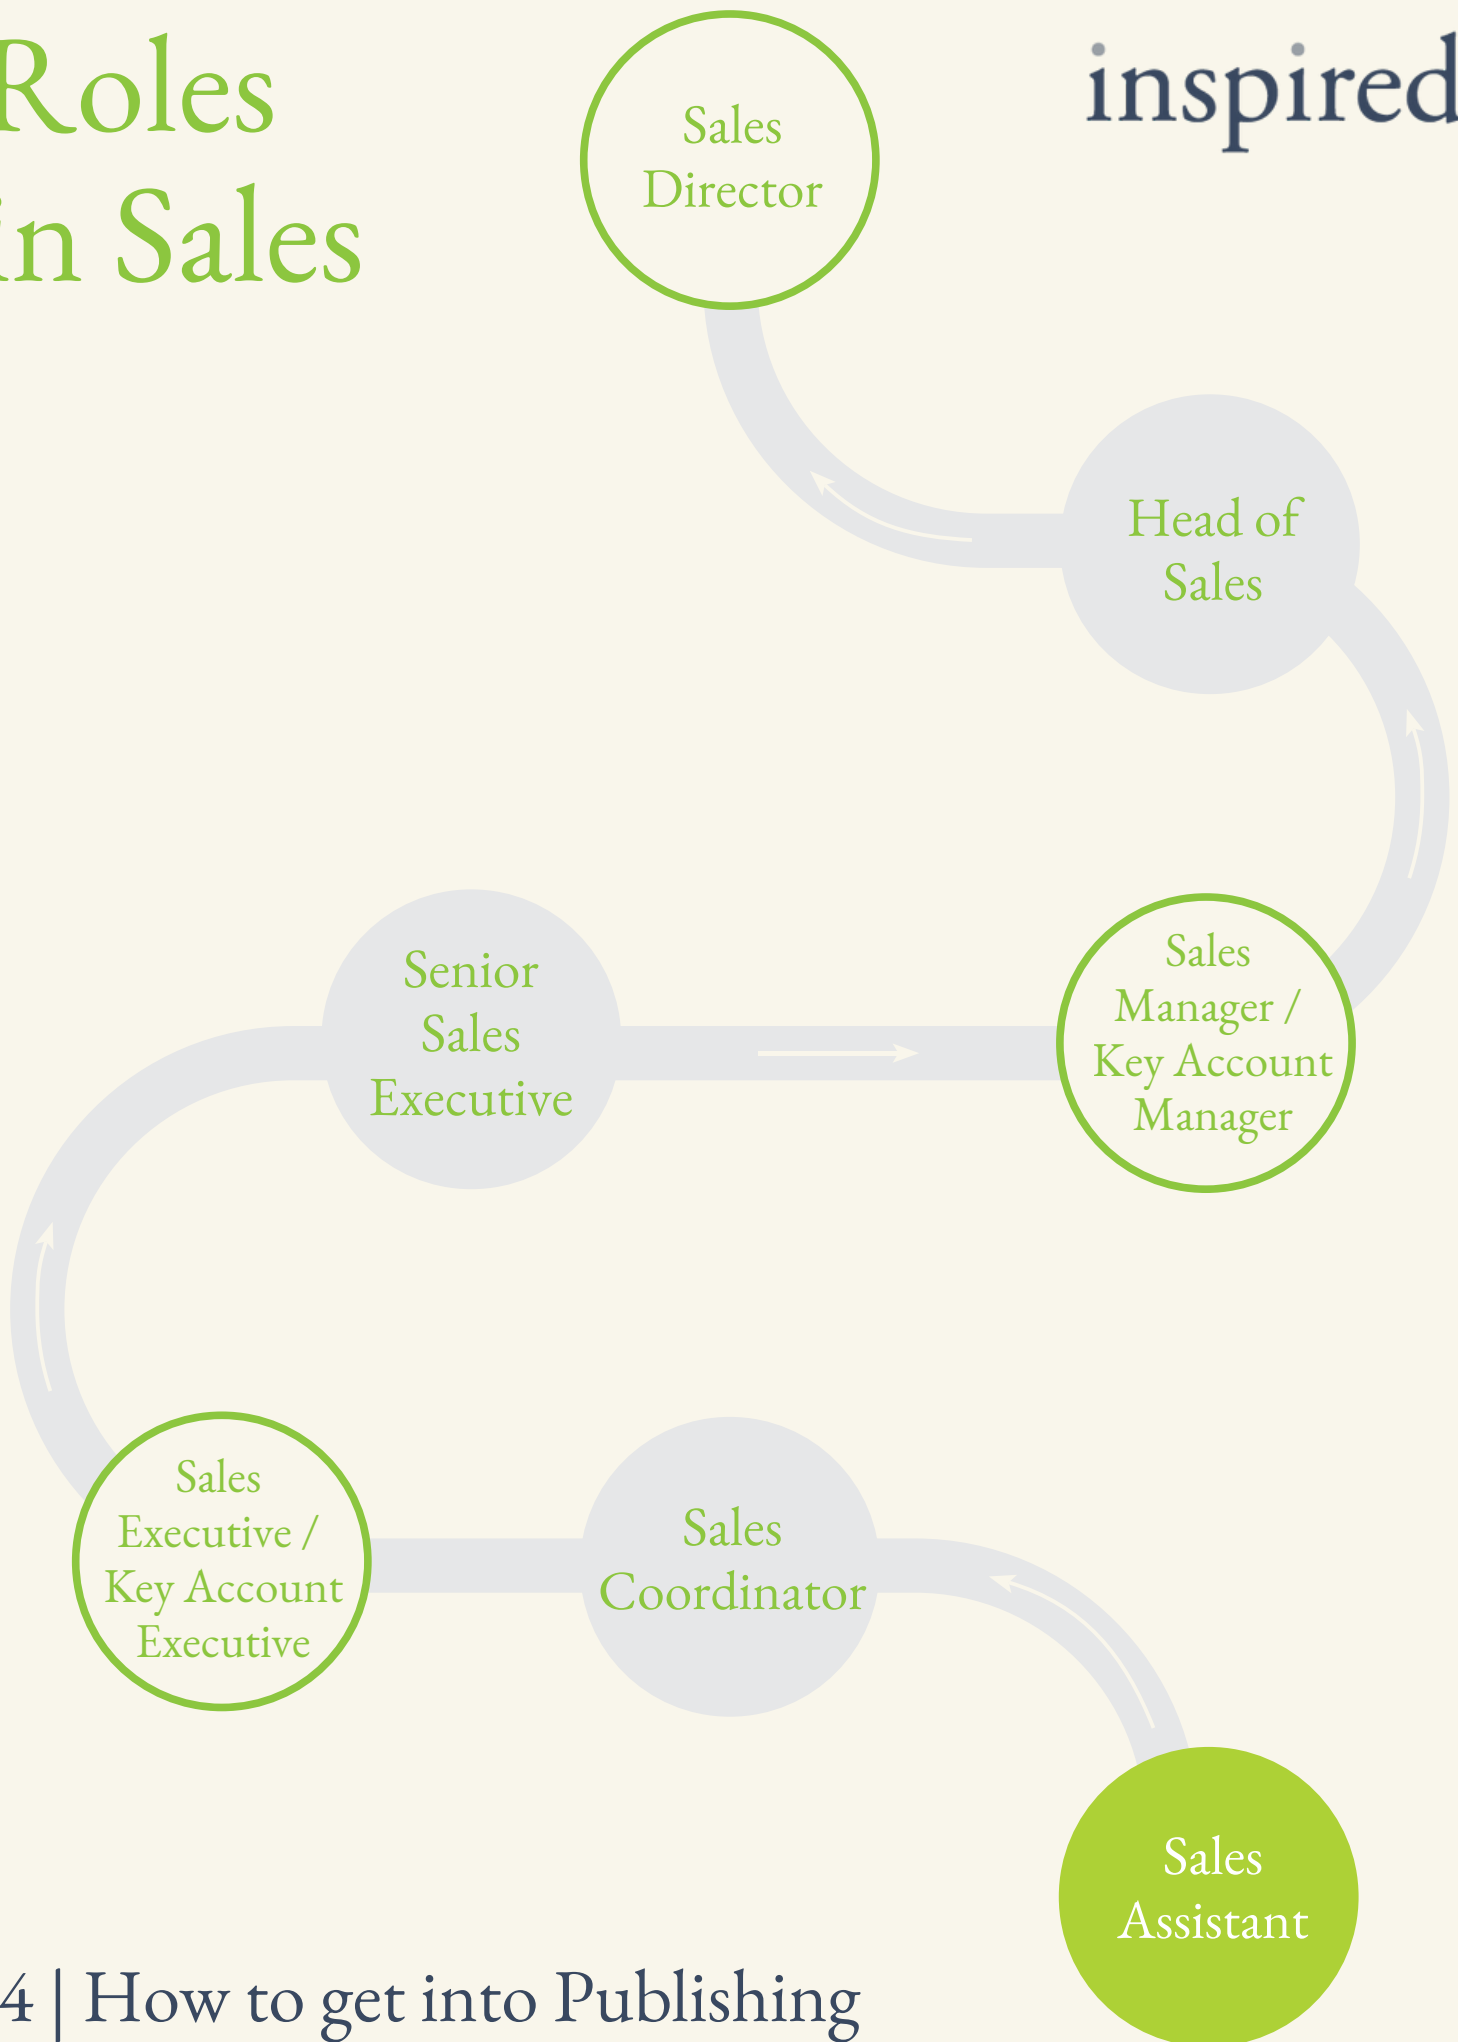 Roles
in Sales
inspired
Sales
Director
Head of
Sales
Senior
Sales
Executive
Sales
Manager /
Key Account
Manager
Sales
Executive /
Key Account
Executive
Sales
Coordinator
Sales
Assistant
4 | How to get into Publishing